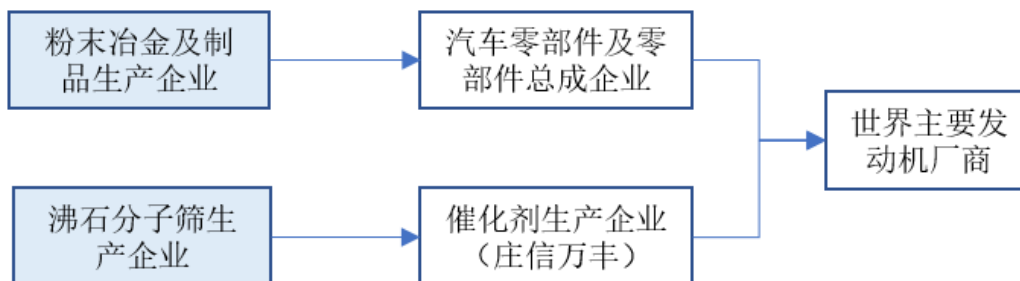 粉末冶金及制
品生产企业
汽车零部件及零
部件总成企业
世界主要发
动机厂商
沸石分子筛生
产企业
催化剂生产企业
（庄信万丰）